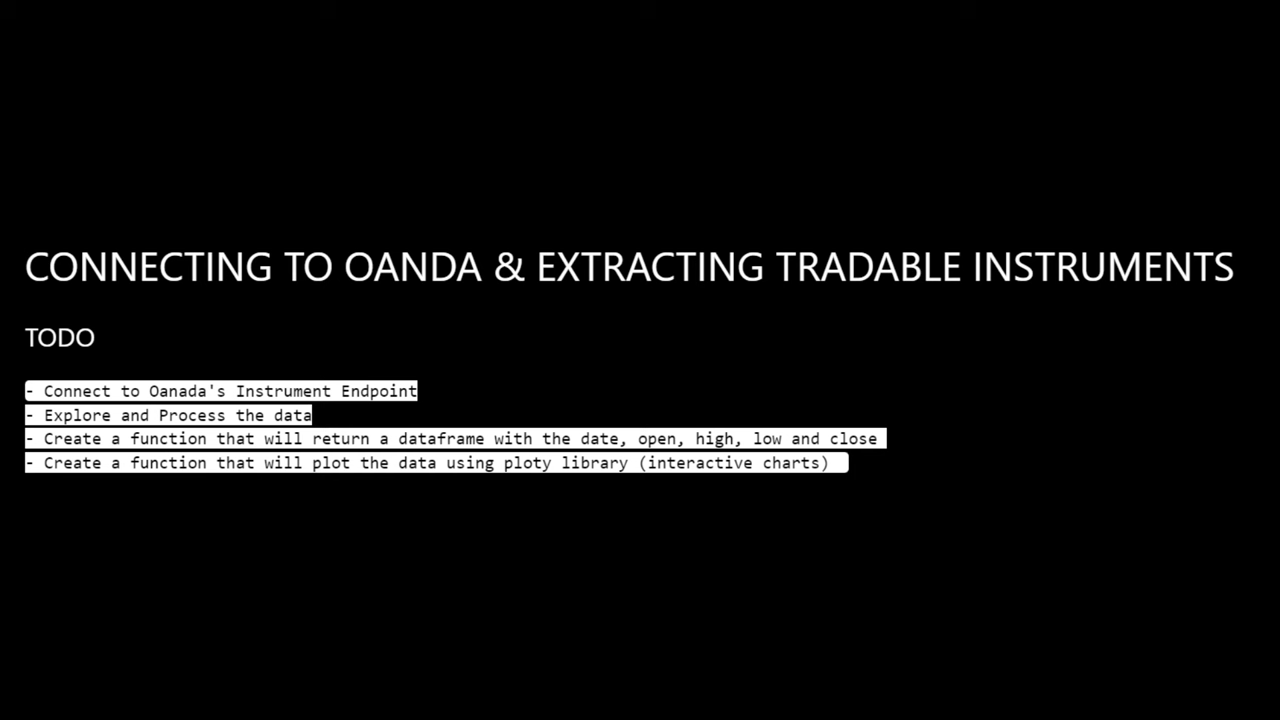 CONNECTING TO OANDA & EXTRACTING TRADABLE INSTRUMENTS
TODO
- Connect to Oanada's Instrument Endpoint
- Explore and Process the data
- Create a function that will return a dataframe with the date, open, high, low and close
- Create a function that will plot the data using ploty library (interactive charts)